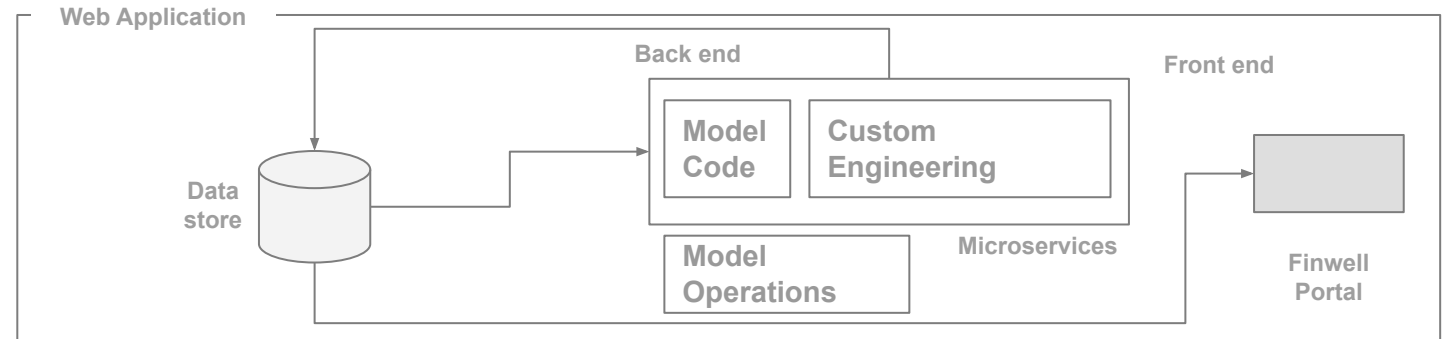 Web Application
Back end
Front end
Model
Code
Custom
Engineering
Data
store
Microservices
Model
Operations
Finwell
Portal